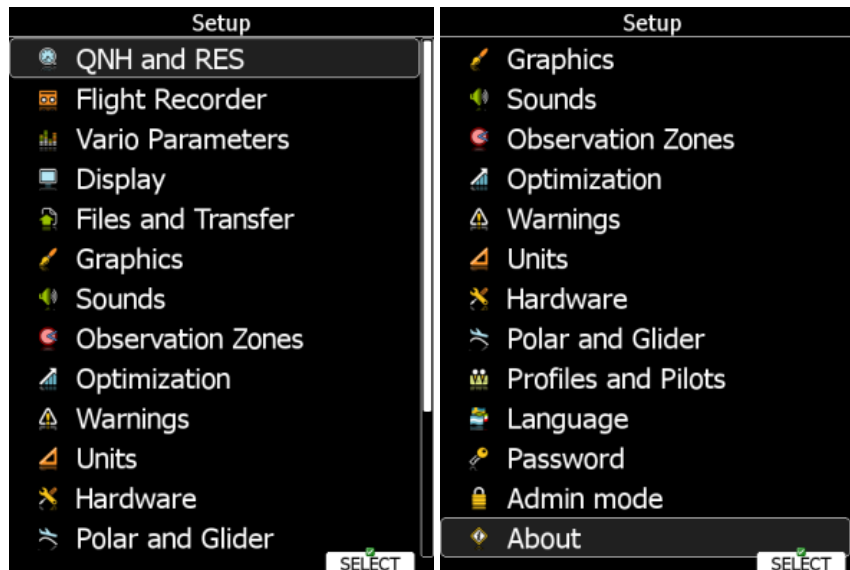 Setup
QNH and RES
Flight Recorder
Vario Parameters
Display
Files and Transfer
Graphics
Sounds
Observation Zones
Optimization
Warnings
Units
Hardware
Polar and Glider
SELECT
Setup
Graphics
Sounds
Observation Zones
Optimization
Warnings
Units
Hardware
Polar and Glider
Profiles and Pilots
Language
Password
Admin mode
About
SELECT